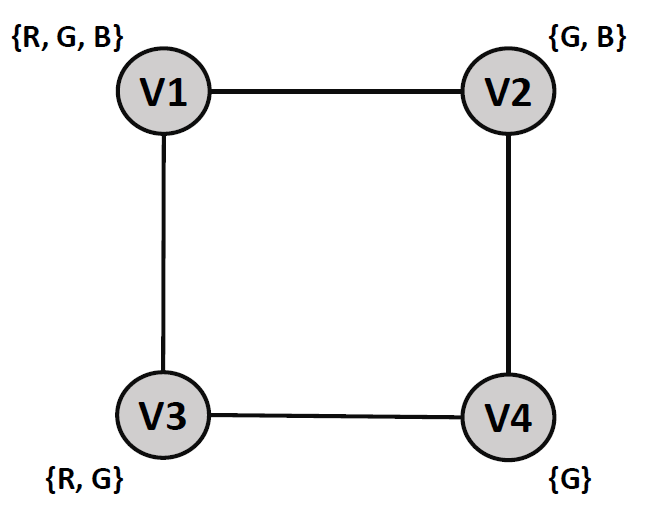 {R, G, B}
{G, B}
V1
V2
V3
V4
{R, G}
{G}